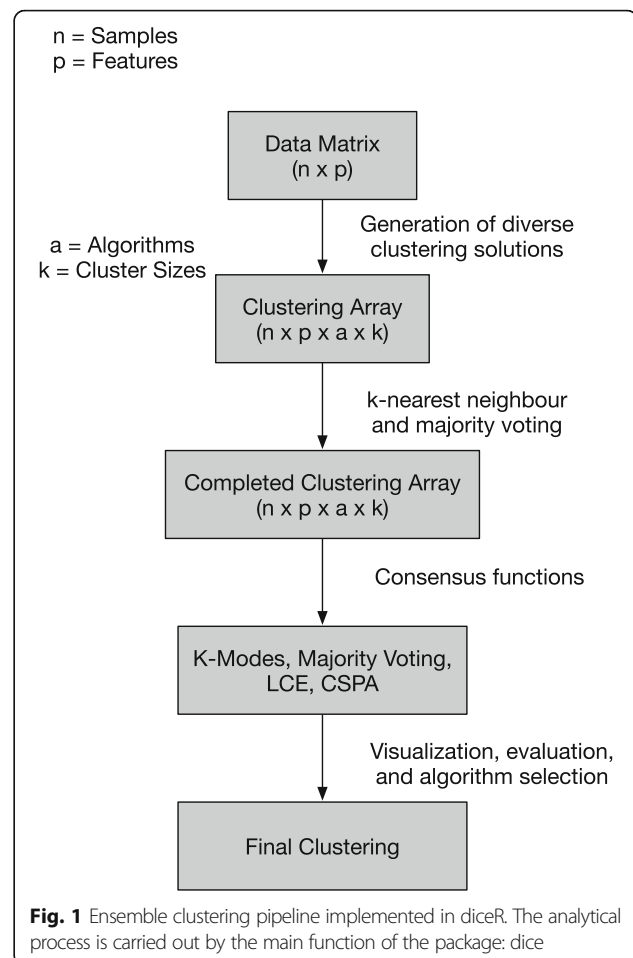 n = Samples
p = Features
Data Matrix
(n x p)
Generation of diverse
clustering solutions
a = Algorithms
k = Cluster Sizes
Clustering Array
(n x p x a x k)
k-nearest neighbour
and majority voting
Completed Clustering Array
(n x p x a x k)
Consensus functions
K-Modes, Majority Voting,
LCE, CSPA
Visualization, evaluation,
and algorithm selection
Final Clustering
Fig. 1 Ensemble clustering pipeline implemented in diceR. The analytical
process is carried out by the main function of the package: dice